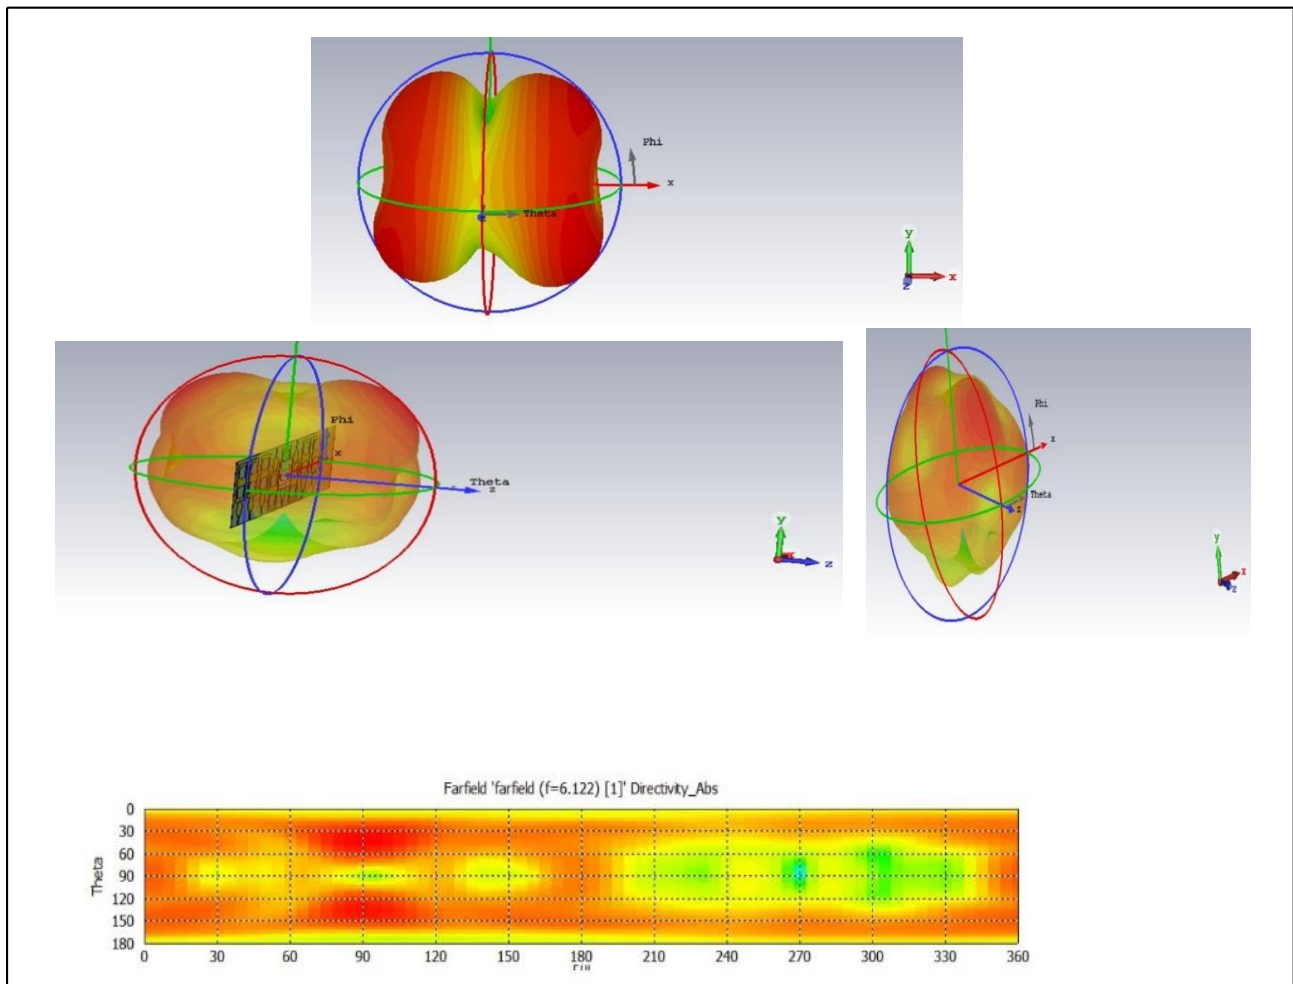 Phi
x
Theta
z
y
x
z
Phi
x
Theta
z
y
z
Phi
x
Theta
z
y
x
z
Farfield 'farfield (f=6.122) [1]' Directivity_Abs
Theta
0
30
60
90
120
150
180
0 30 60 90 120 150 180 210 240 270 300 330 360